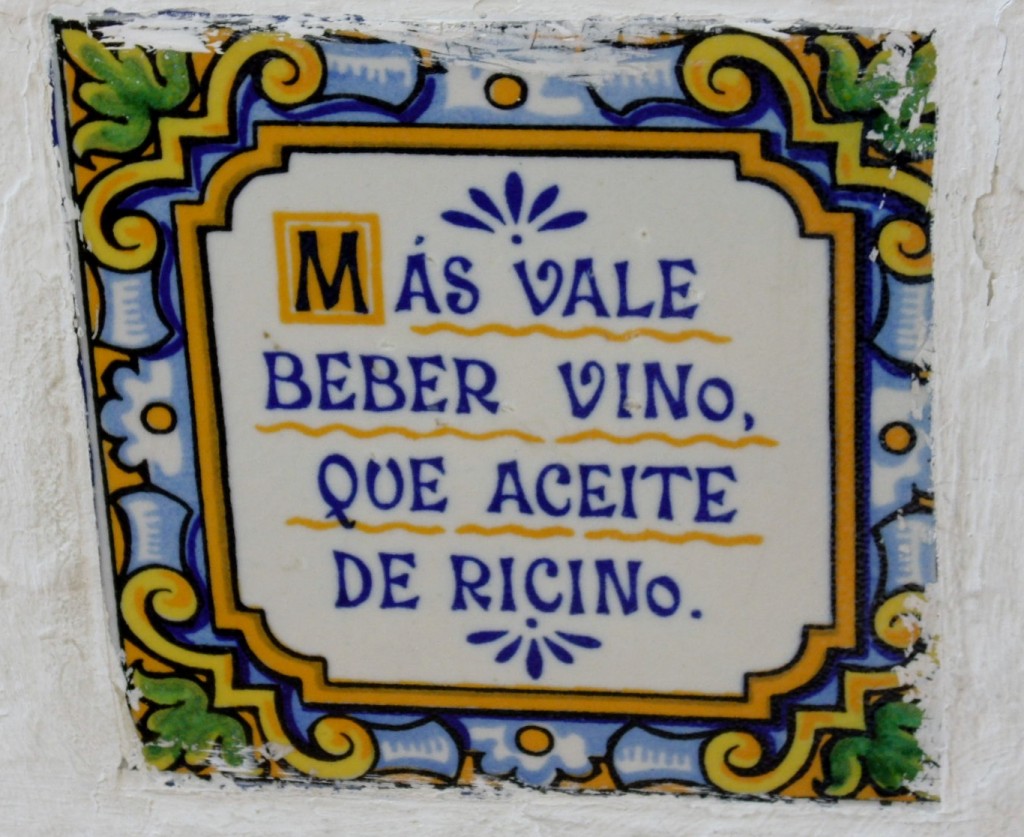 MÁS VALE
BEBER VINO,
QUE ACEITE
DE RICINO.